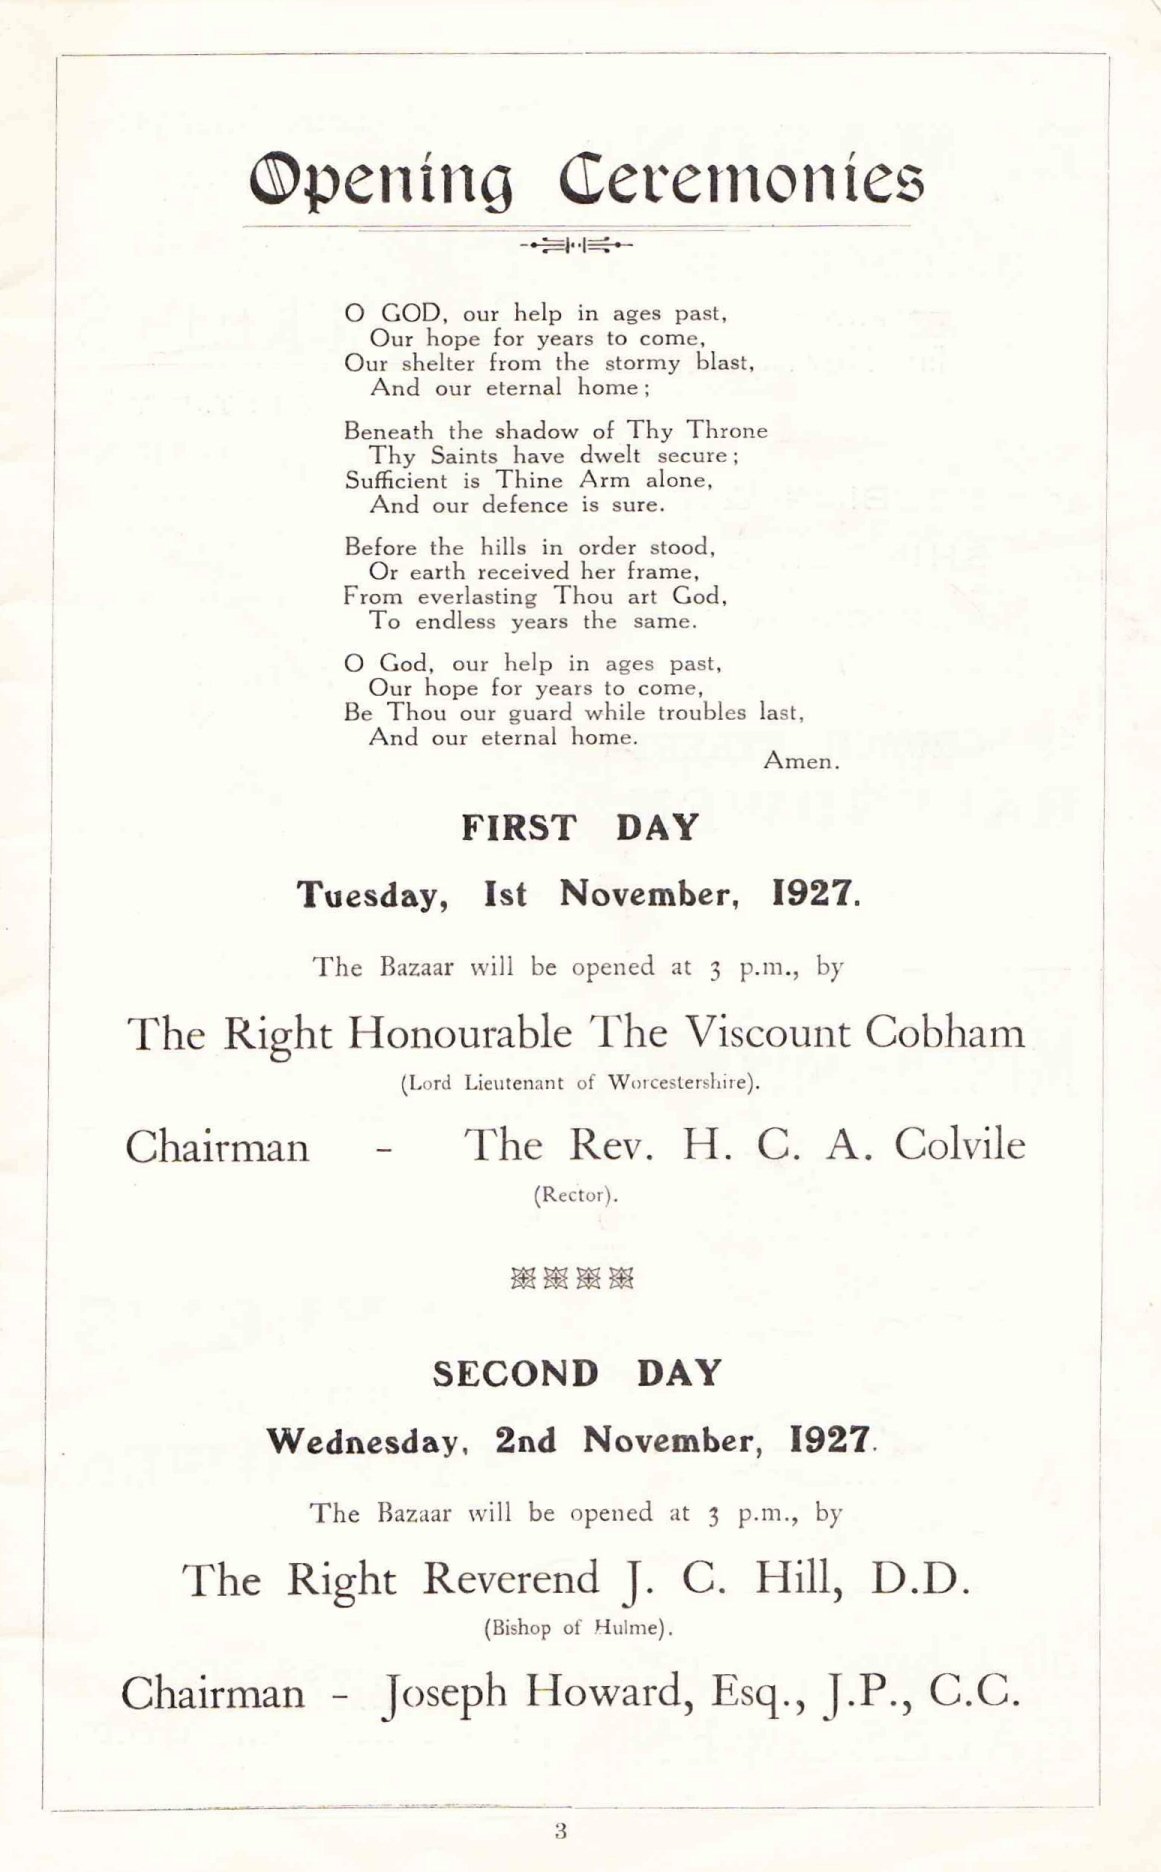 Opening Ceremonies
O GOD, our help in ages past,
Our hope for years to come,
Our shelter from the stormy blast,
And our eternal home ;
Beneath the shadow of Thy Throne
Thy Saints have dwelt secure ;
Sufficient is Thine Arm alone,
And our defence is sure.
Before the hills in order stood,
Or earth received her frame,
From everlasting Thou art God,
To endless years the same.
O God, our help in ages past,
Our hope for years to come,
Be Thou our guard while troubles last,
And our eternal home.
Amen.
FIRST DAY
Tuesday, 1st November, 1927.
The Bazaar will be opened at 3 p.m., by
The Right Honourable The Viscount Cobham
(Lord Lieutenant of Worcestershire).
Chairman - The Rev. H. C. A. Colvile
(Rector).
SECOND DAY
Wednesday, 2nd November, 1927.
The Bazaar will be opened at 3 p.m., by
The Right Reverend J. C. Hill, D.D.
(Bishop of Hulme).
Chairman - Joseph Howard, Esq., J.P., C.C.
3